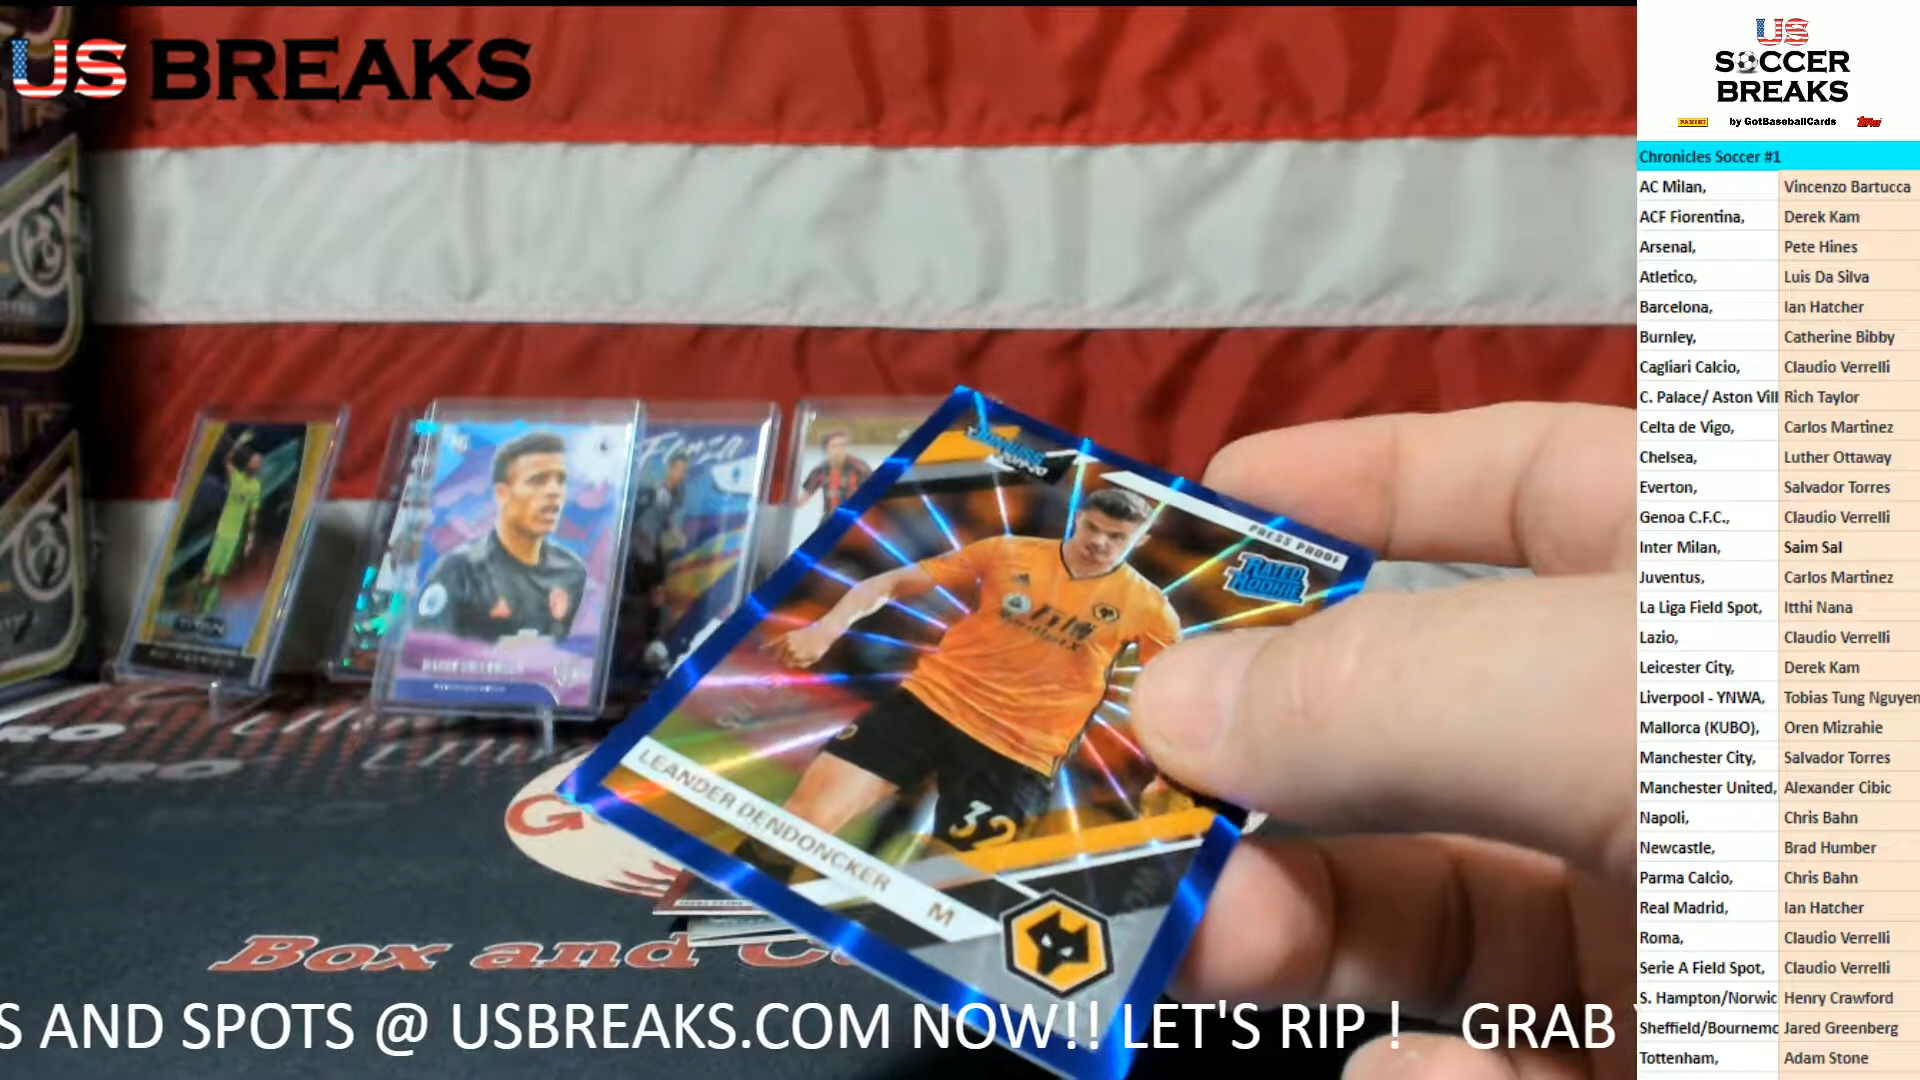 US BREAKS
US
SOCCER
BREAKS
PANINI by GotBaseballCards Topps
Chronicles Soccer #1
AC Milan, Vincenzo Bartucca
ACF Fiorentina, Derek Kam
Arsenal, Pete Hines
Atletico, Luis Da Silva
Barcelona, Ian Hatcher
Burnley, Catherine Bibby
Cagliari Calcio, Claudio Verrelli
C. Palace/ Aston Vill Rich Taylor
Celta de Vigo, Carlos Martinez
Chelsea, Luther Ottaway
Everton, Salvador Torres
Genoa C.F.C., Claudio Verrelli
Inter Milan, Saim Sal
Juventus, Carlos Martinez
La Liga Field Spot, Itthi Nana
Lazio, Claudio Verrelli
Leicester City, Derek Kam
Liverpool - YNWA, Tobias Tung Nguyen
Mallorca (KUBO), Oren Mizrahie
Manchester City, Salvador Torres
Manchester United, Alexander Cibic
Napoli, Chris Bahn
Newcastle, Brad Humber
Parma Calcio, Chris Bahn
Real Madrid, Ian Hatcher
Roma, Claudio Verrelli
Serie A Field Spot, Claudio Verrelli
S. Hampton/Norwic Henry Crawford
Sheffield/Bournemo Jared Greenberg
Tottenham, Adam Stone
PRESS PROOF
RATED
ROOKIE
32
LEANDER DENDONCKER
M
PRO
PRO
Box and
S AND SPOTS @ USBREAKS.COM NOW!! LET'S RIP ! GRAB